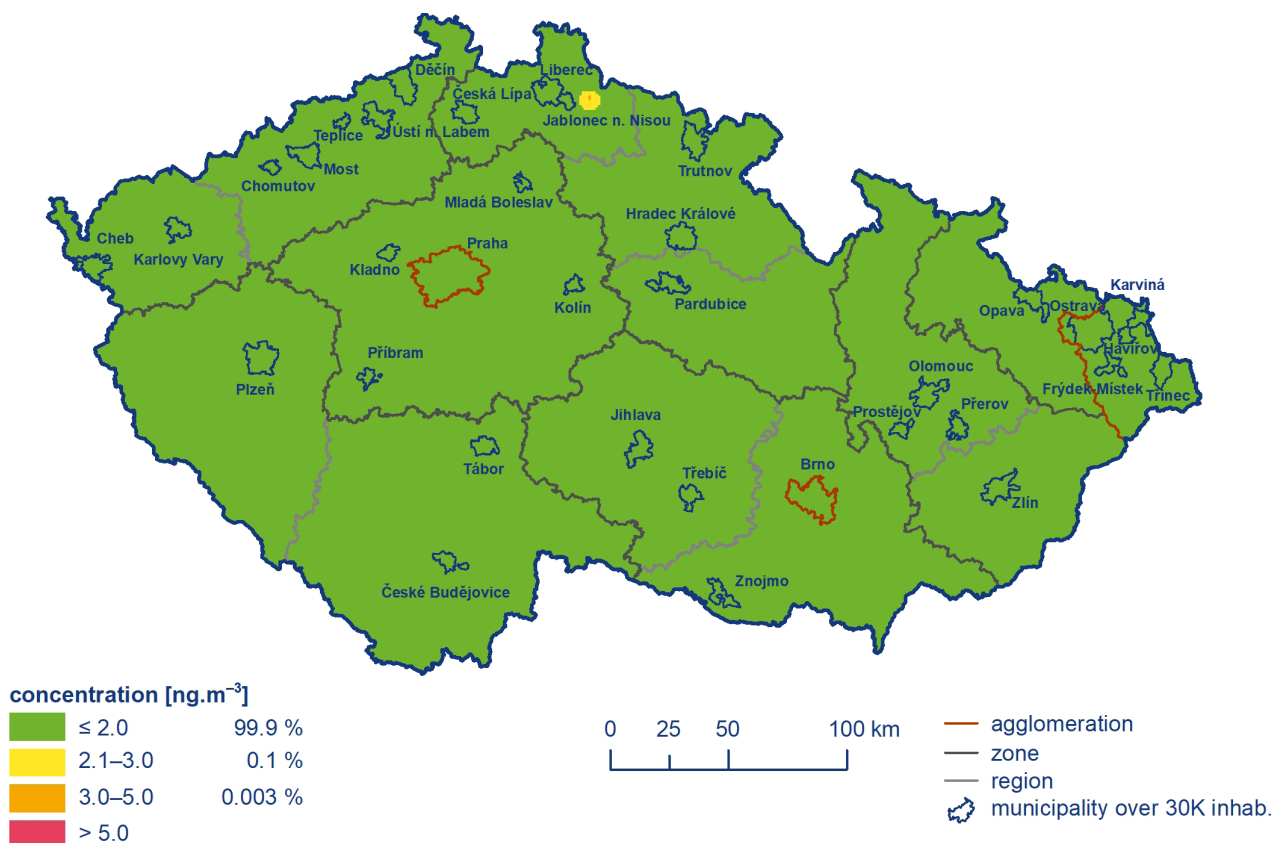 Děčín
Liberec
Česká Lípa
Jablonec n. Nisou
Teplice
Ústí n. Labem
Most
Chomutov
Trutnov
Mladá Boleslav
Hradec Králové
Cheb
Karlovy Vary
Praha
Kladno
Kolín
Pardubice
Karviná
Opava
Ostrava
Havířov
Příbram
Plzeň
Olomouc
Frýdek-Místek
Třinec
Jihlava
Prostějov
Přerov
Tábor
Třebíč
Brno
Zlín
České Budějovice
Znojmo
concentration [ng.m⁻³]
≤ 2.0 99.9 %
2.1–3.0 0.1 %
3.0–5.0 0.003 %
> 5.0
0 25 50 100 km
agglomeration
zone
region
municipality over 30K inhab.